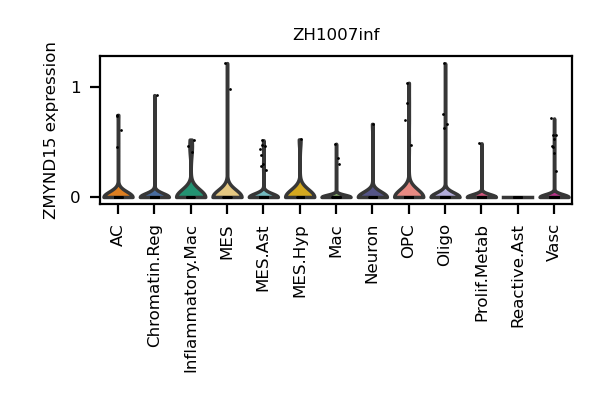 ZH1007inf
ZMYND15 expression
1
0
AC
Chromatin.Reg
Inflammatory.Mac
MES
MES.Ast
MES.Hyp
Mac
Neuron
OPC
Oligo
Prolif.Metab
Reactive.Ast
Vasc